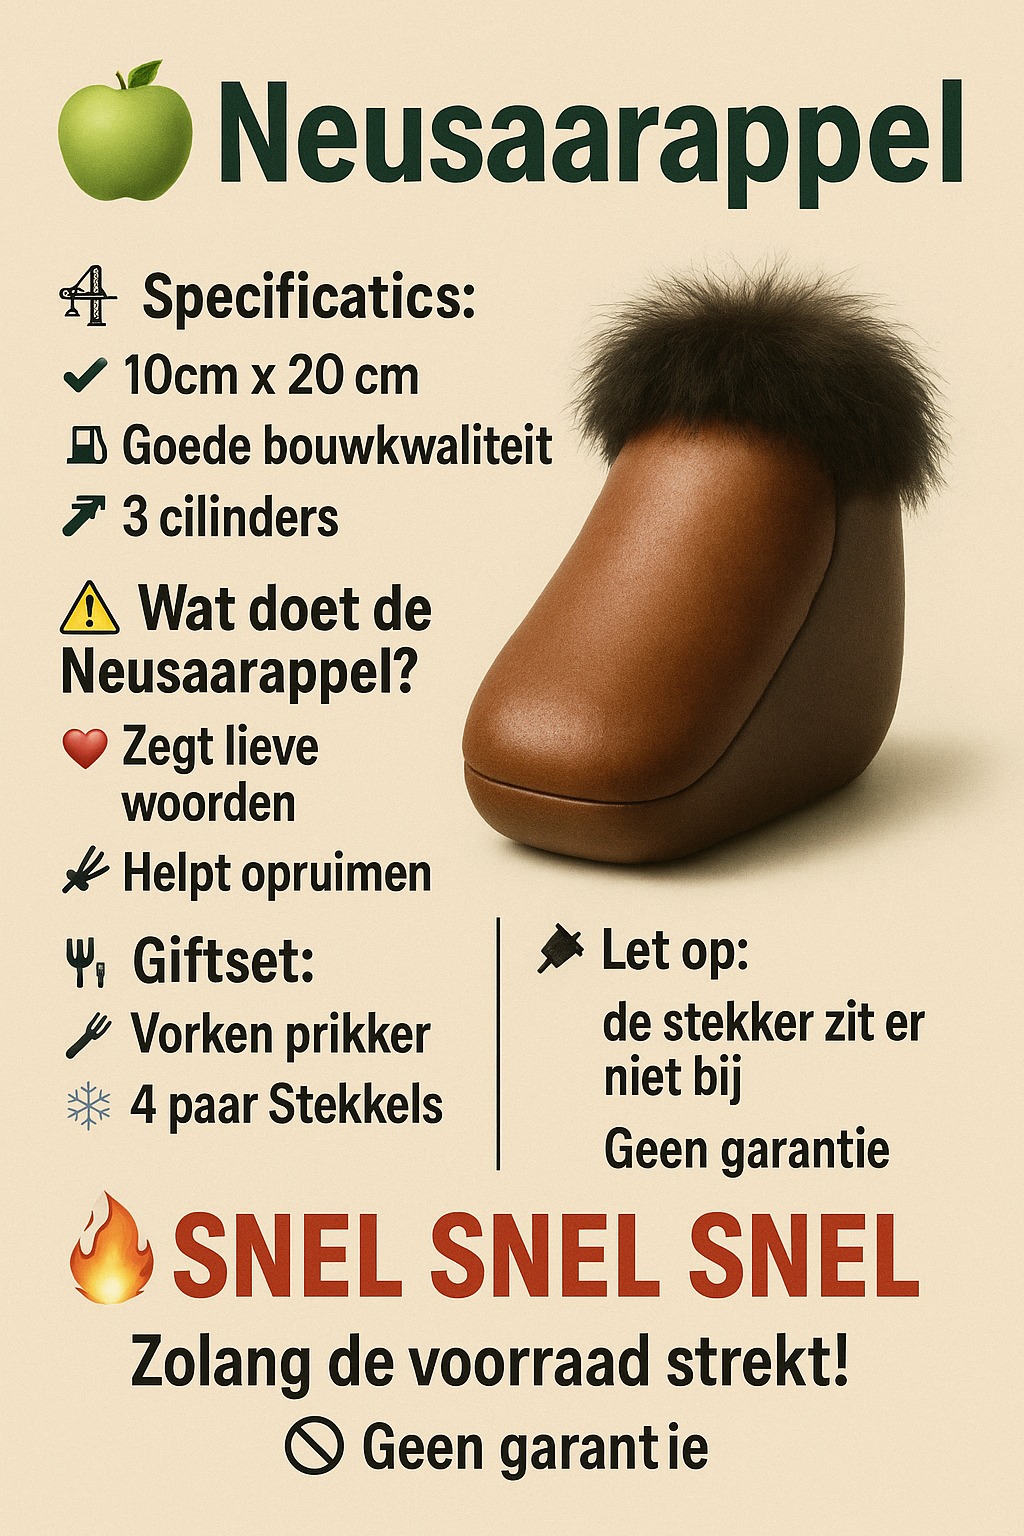 Neusaarappel
Specificatics:
10cm x 20 cm
Goede bouwkwaliteit
3 cilinders
Wat doet de
Neusaarappel?
Zegt lieve
woorden
Helpt opruimen
Giftset:
Vorken prikker
4 paar Stekkels
Let op:
de stekker zit er
niet bij
Geen garantie
SNEL SNEL SNEL
Zolang de voorraad strekt!
Geen garantie